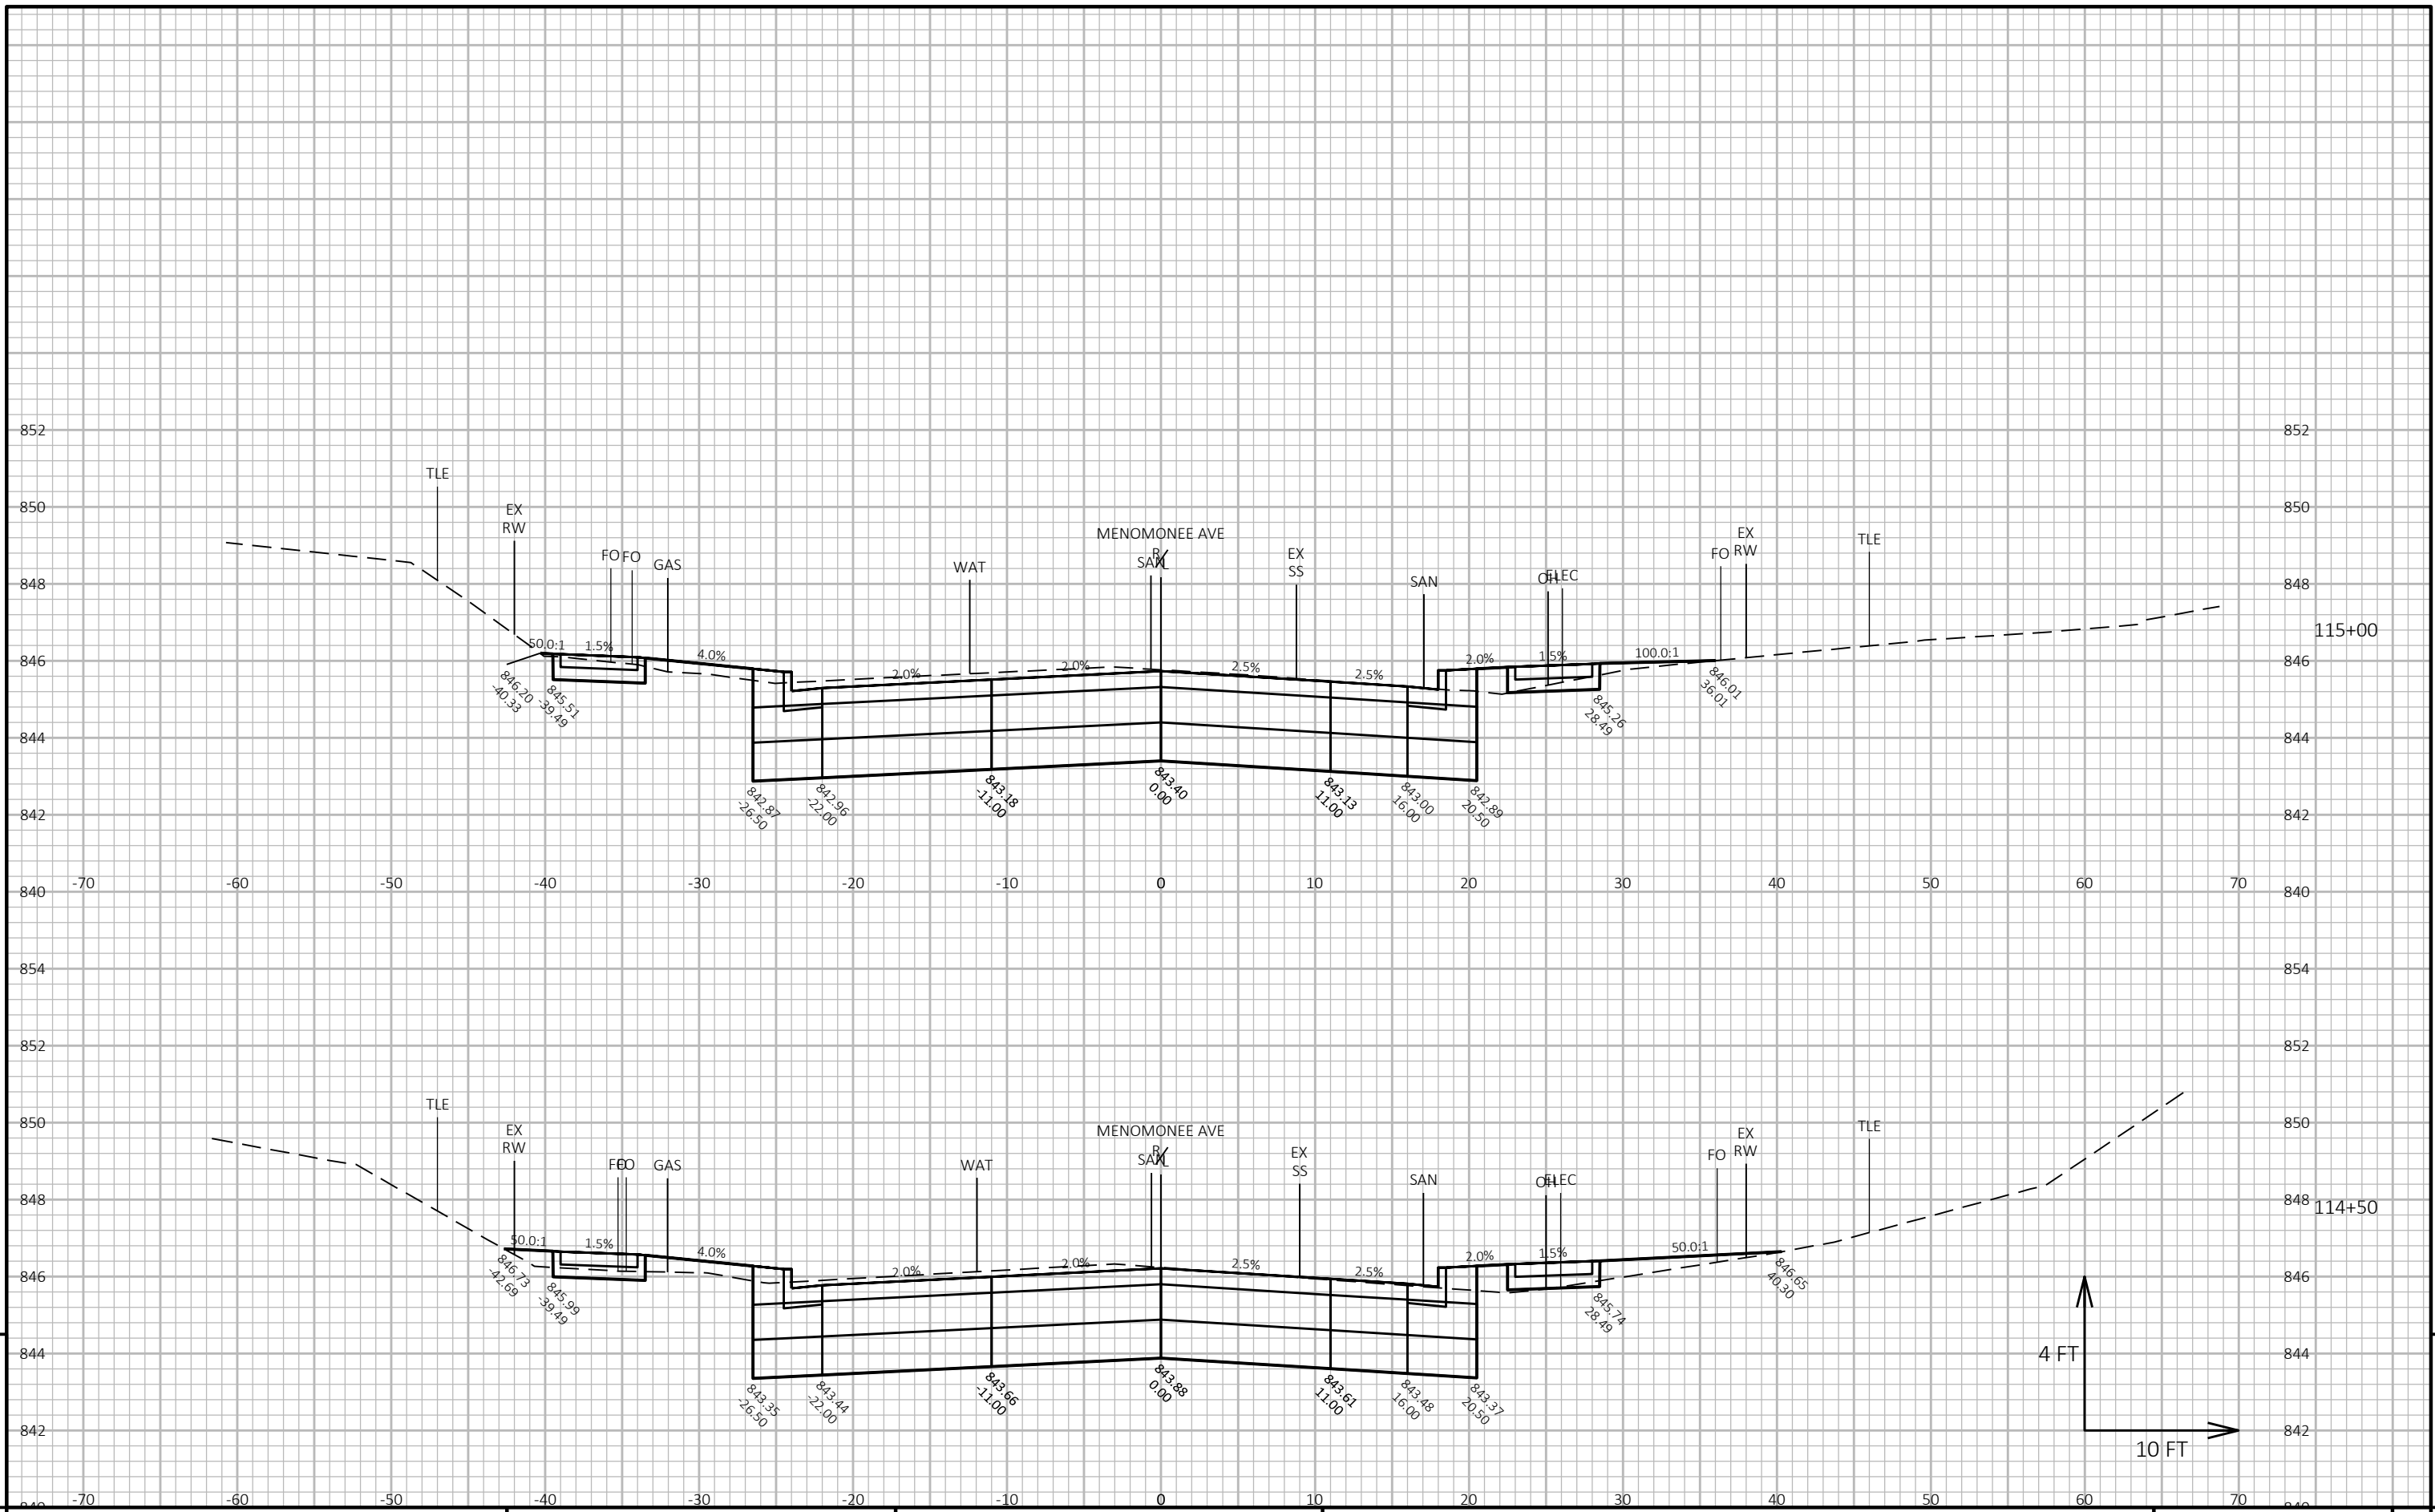 852 852
TLE
850 EX 850
RW
MENOMONEE AVE
EX
RW
TLE
FO FO GAS
WAT
SAN R/L
EX
SS
SAN
OH ELEC
FO
848 848
115+00
50.0:1 1.5% 4.0% 2.0% 2.0% 2.5% 2.5% 2.0% 1.5% 100.0:1
846 846
846.20
-40.33
845.51
-39.49
845.26
28.49
846.01
36.01
844 844
842.87
-26.50
842.96
-22.00
843.18
-11.00
843.40
0.00
843.13
11.00
843.00
16.00
842.89
20.50
842 842
840 -70 -60 -50 -40 -30 -20 -10 0 10 20 30 40 50 60 70 840
854 854
852 852
TLE
850 850
EX
RW
MENOMONEE AVE
EX
RW
TLE
FO FO GAS
WAT
SAN R/L
EX
SS
SAN
OH ELEC
FO
848 848
114+50
50.0:1 1.5% 4.0% 2.0% 2.0% 2.5% 2.5% 2.0% 1.5% 50.0:1
846 846
846.73
-42.69
845.99
-39.49
845.74
28.49
846.65
40.30
844 4 FT 844
843.35
-26.50
843.44
-22.00
843.66
-11.00
843.88
0.00
843.61
11.00
843.48
16.00
843.37
20.50
842 842
10 FT
840 -70 -60 -50 -40 -30 -20 -10 0 10 20 30 40 50 60 70 840